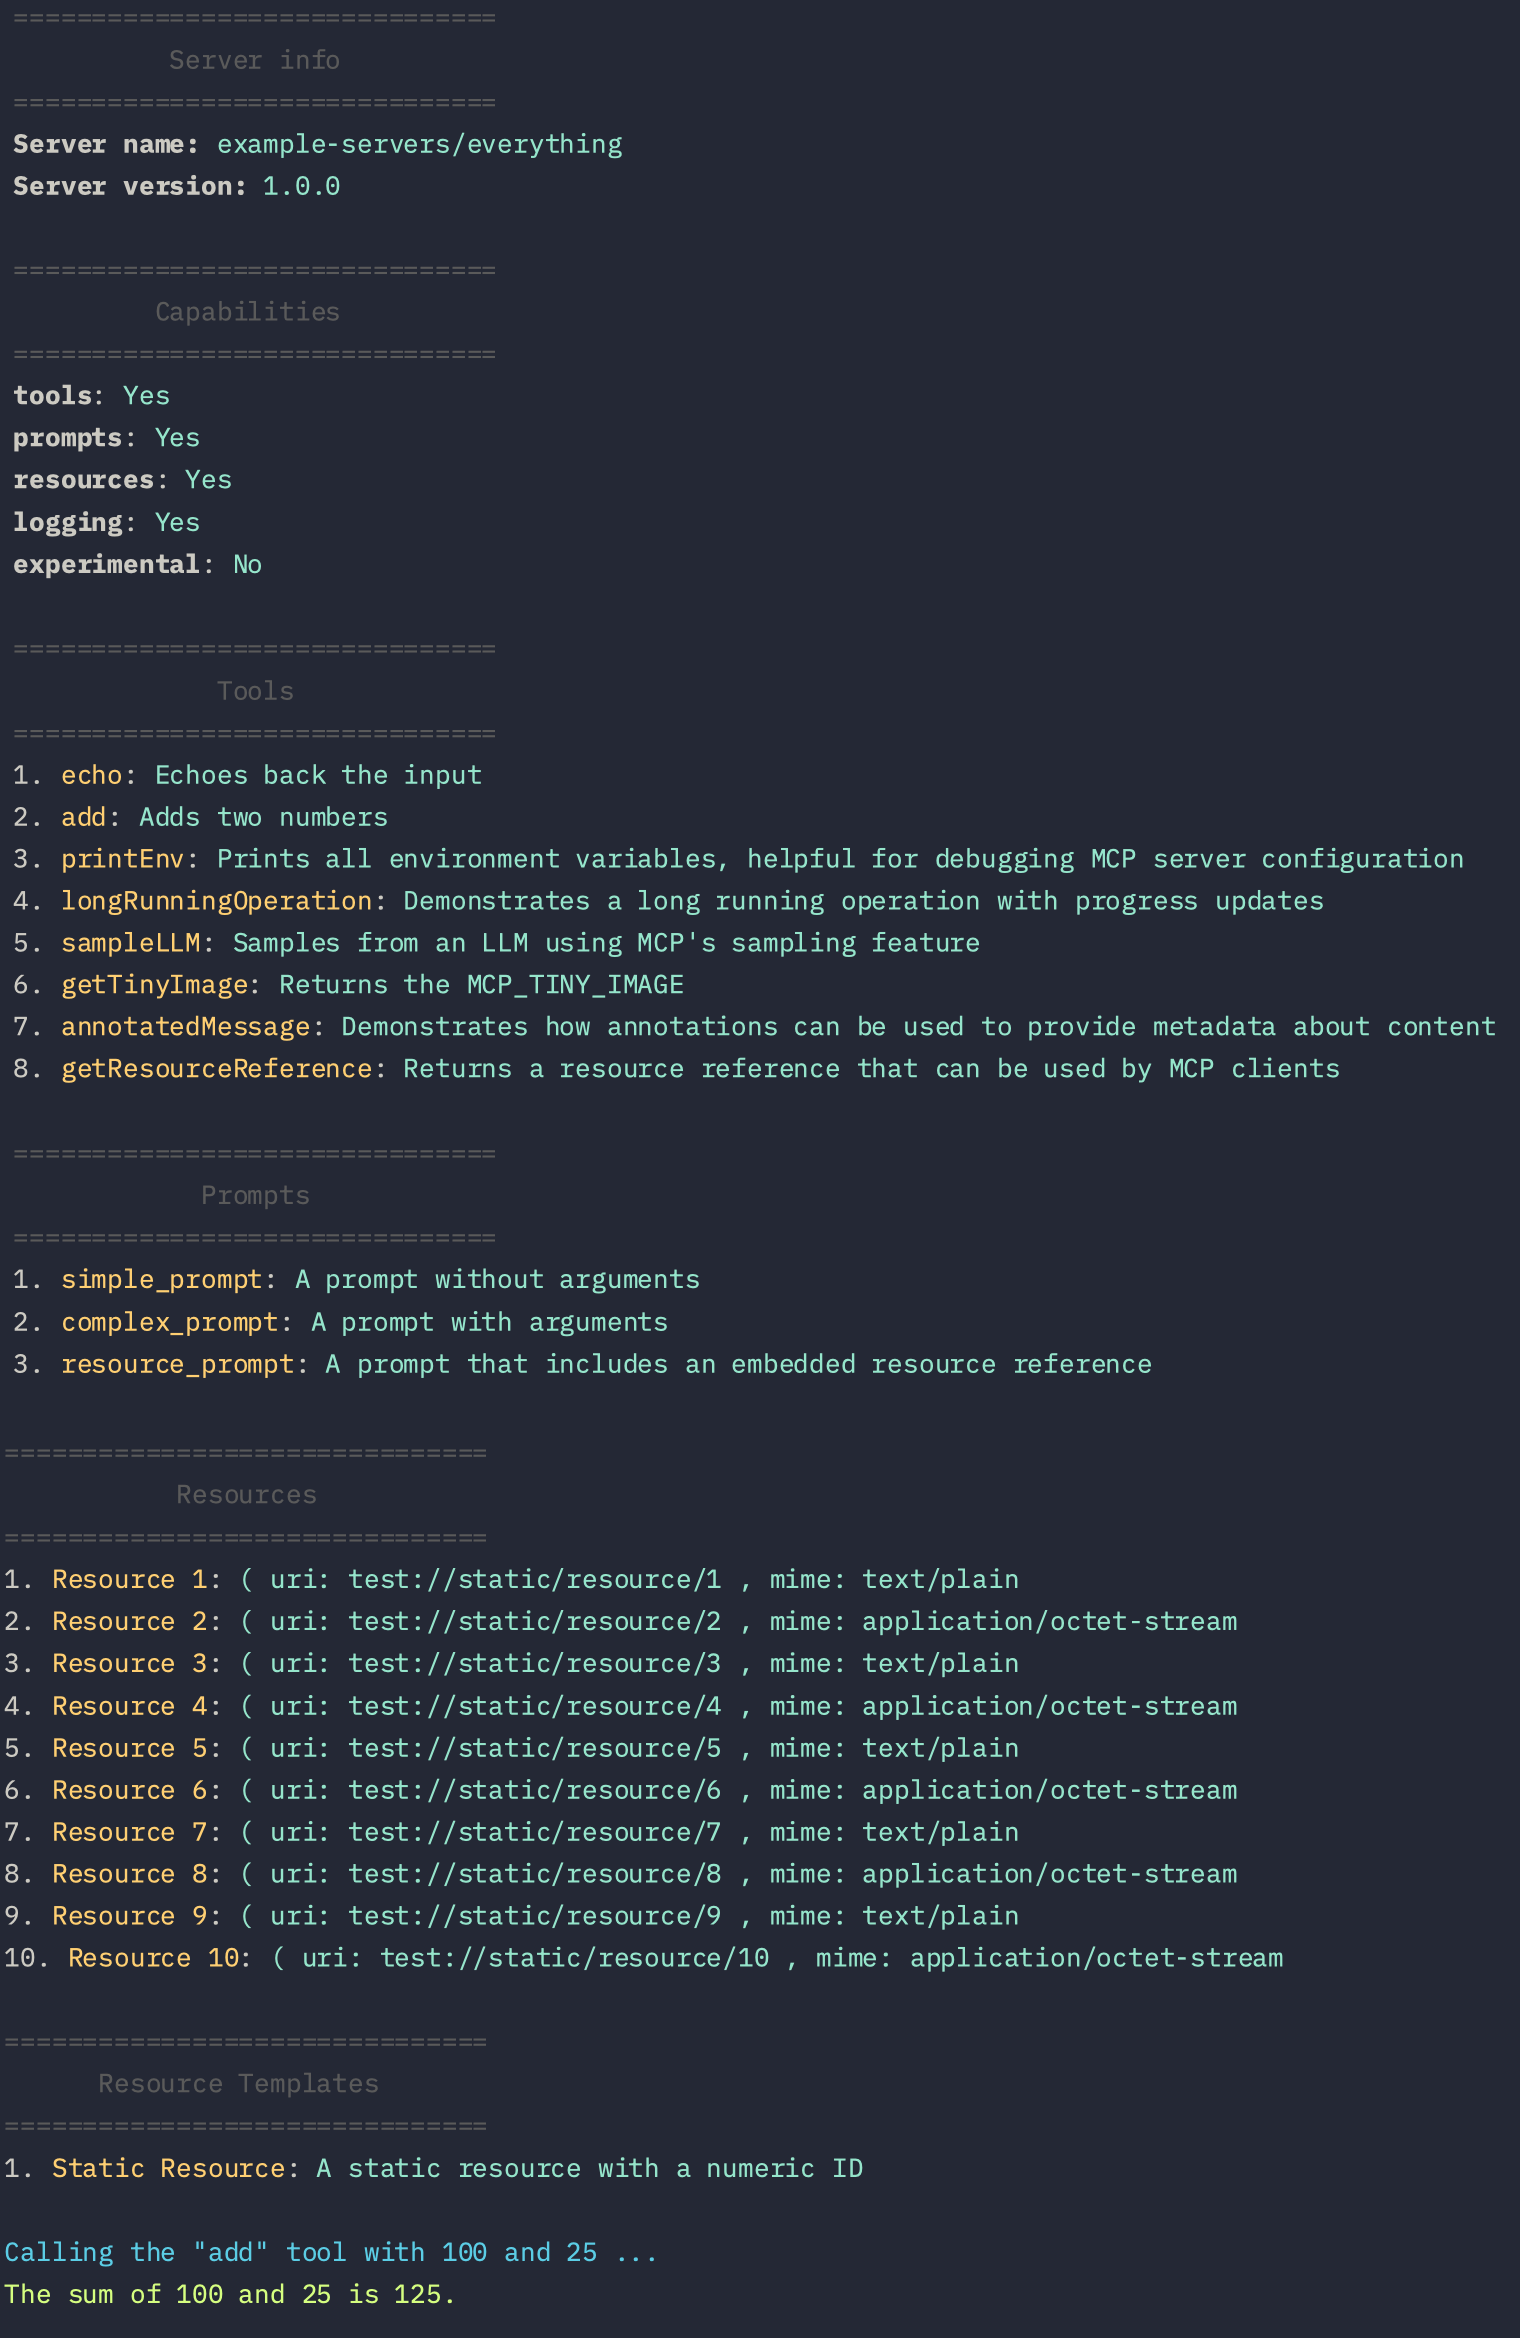 ===============================
Server info
===============================
Server name: example-servers/everything
Server version: 1.0.0
===============================
Capabilities
===============================
tools: Yes
prompts: Yes
resources: Yes
logging: Yes
experimental: No
===============================
Tools
===============================
1. echo: Echoes back the input
2. add: Adds two numbers
3. printEnv: Prints all environment variables, helpful for debugging MCP server configuration
4. longRunningOperation: Demonstrates a long running operation with progress updates
5. sampleLLM: Samples from an LLM using MCP's sampling feature
6. getTinyImage: Returns the MCP_TINY_IMAGE
7. annotatedMessage: Demonstrates how annotations can be used to provide metadata about content
8. getResourceReference: Returns a resource reference that can be used by MCP clients
===============================
Prompts
===============================
1. simple_prompt: A prompt without arguments
2. complex_prompt: A prompt with arguments
3. resource_prompt: A prompt that includes an embedded resource reference
===============================
Resources
===============================
1. Resource 1: ( uri: test://static/resource/1 , mime: text/plain
2. Resource 2: ( uri: test://static/resource/2 , mime: application/octet-stream
3. Resource 3: ( uri: test://static/resource/3 , mime: text/plain
4. Resource 4: ( uri: test://static/resource/4 , mime: application/octet-stream
5. Resource 5: ( uri: test://static/resource/5 , mime: text/plain
6. Resource 6: ( uri: test://static/resource/6 , mime: application/octet-stream
7. Resource 7: ( uri: test://static/resource/7 , mime: text/plain
8. Resource 8: ( uri: test://static/resource/8 , mime: application/octet-stream
9. Resource 9: ( uri: test://static/resource/9 , mime: text/plain
10. Resource 10: ( uri: test://static/resource/10 , mime: application/octet-stream
===============================
Resource Templates
===============================
1. Static Resource: A static resource with a numeric ID
Calling the "add" tool with 100 and 25 ...
The sum of 100 and 25 is 125.